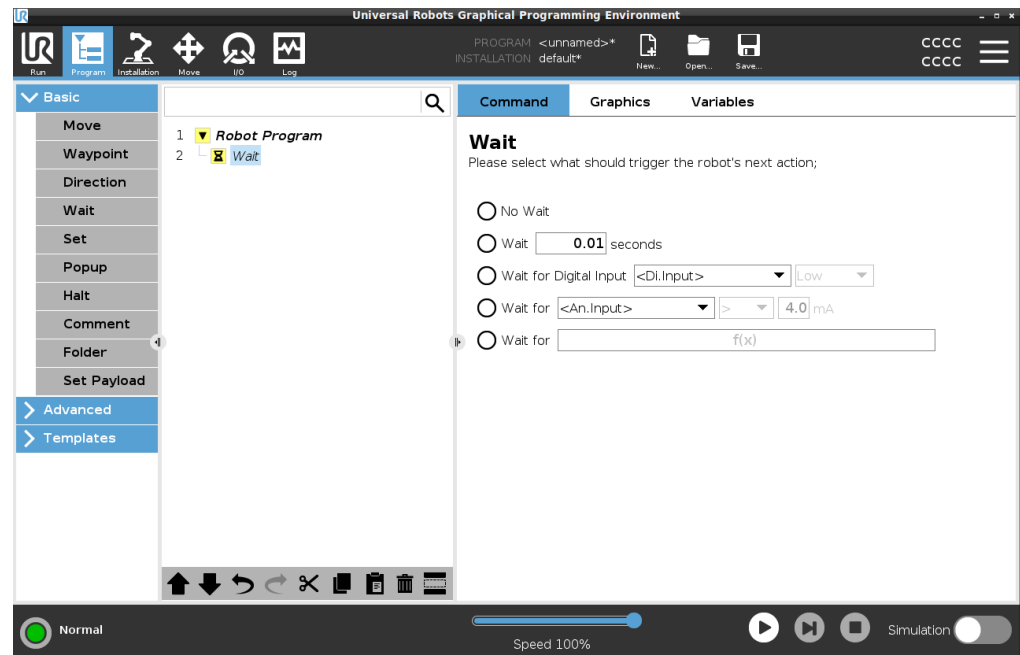 UR
Universal Robots Graphical Programming Environment
UR
Run
Program
Installation
Move
I/O
Log
PROGRAM <unnamed>*
INSTALLATION default*
New...
Open...
Save...
CCCC
CCCC
Basic
Move
Waypoint
Direction
Wait
Set
Popup
Halt
Comment
Folder
Set Payload
Advanced
Templates
1 Robot Program
2 Wait
Command Graphics Variables
Wait
Please select what should trigger the robot's next action;
No Wait
Wait 0.01 seconds
Wait for Digital Input <Di.Input> Low
Wait for <An.Input> > 4.0 mA
Wait for f(x)
Normal
Speed 100%
Simulation